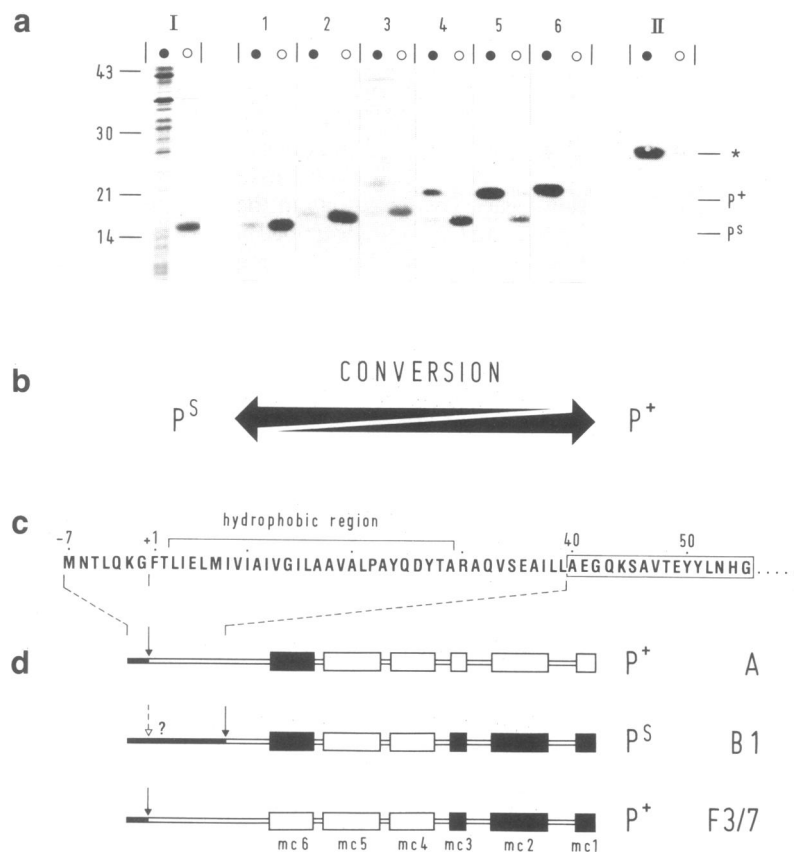 a
I 1 2 3 4 5 6 II
43
30
21
14
*
P+
PS
b
CONVERSION
PS P+
c
hydrophobic region
-7 +1 40 50
MNTLQKGFTLIELMIVIAIVGILAAVALPAYQDYTARAQVSEAILLAEGQKSAVTEYYLNHG....
d
P+ A
? PS B1
P+ F3/7
mc6 mc5 mc4 mc3 mc2 mc1